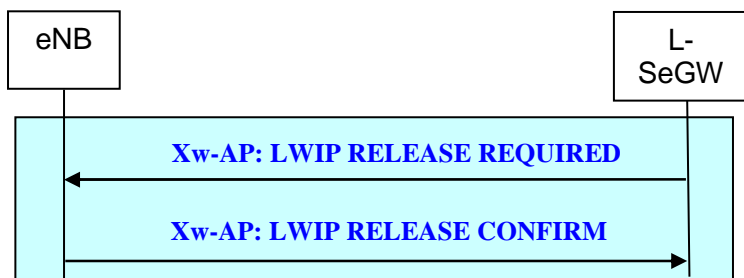 eNB
L-
SeGW
Xw-AP: LWIP RELEASE REQUIRED
Xw-AP: LWIP RELEASE CONFIRM